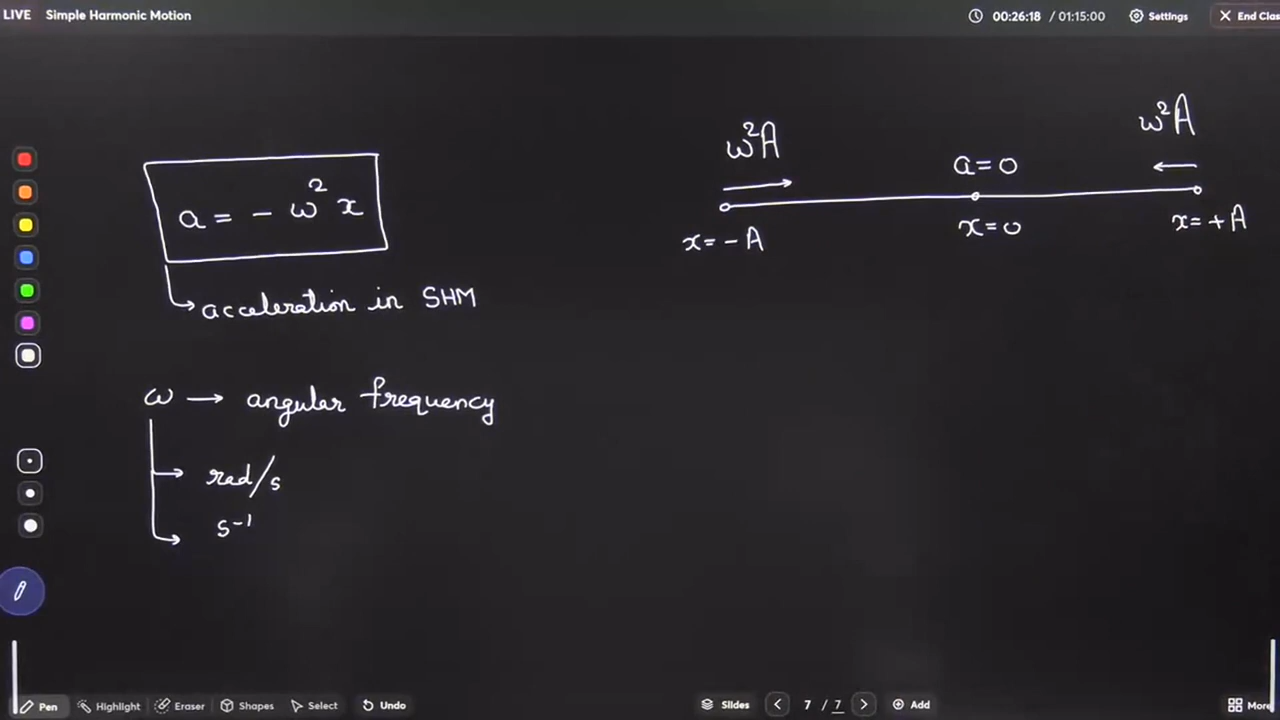 LIVE Simple Harmonic Motion 00:26:18 / 01:15:00 Settings End Clas
a = - ω² x
acceleration in SHM
ω → angular frequency
rad/s
s⁻¹
ω²A a=0 ω²A
x=-A x=0 x=+A
Pen Highlight Eraser Shapes Select Undo Slides 7 / 7 Add More